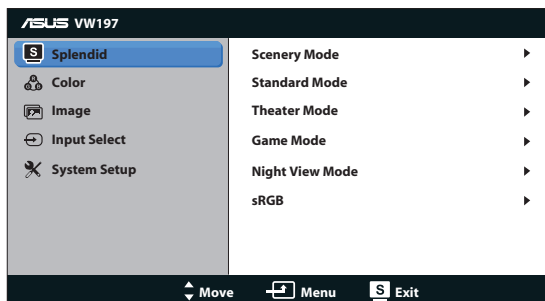 ASUS VW197
S Splendid
Color
Image
Input Select
System Setup
Scenery Mode
Standard Mode
Theater Mode
Game Mode
Night View Mode
sRGB
Move Menu S Exit